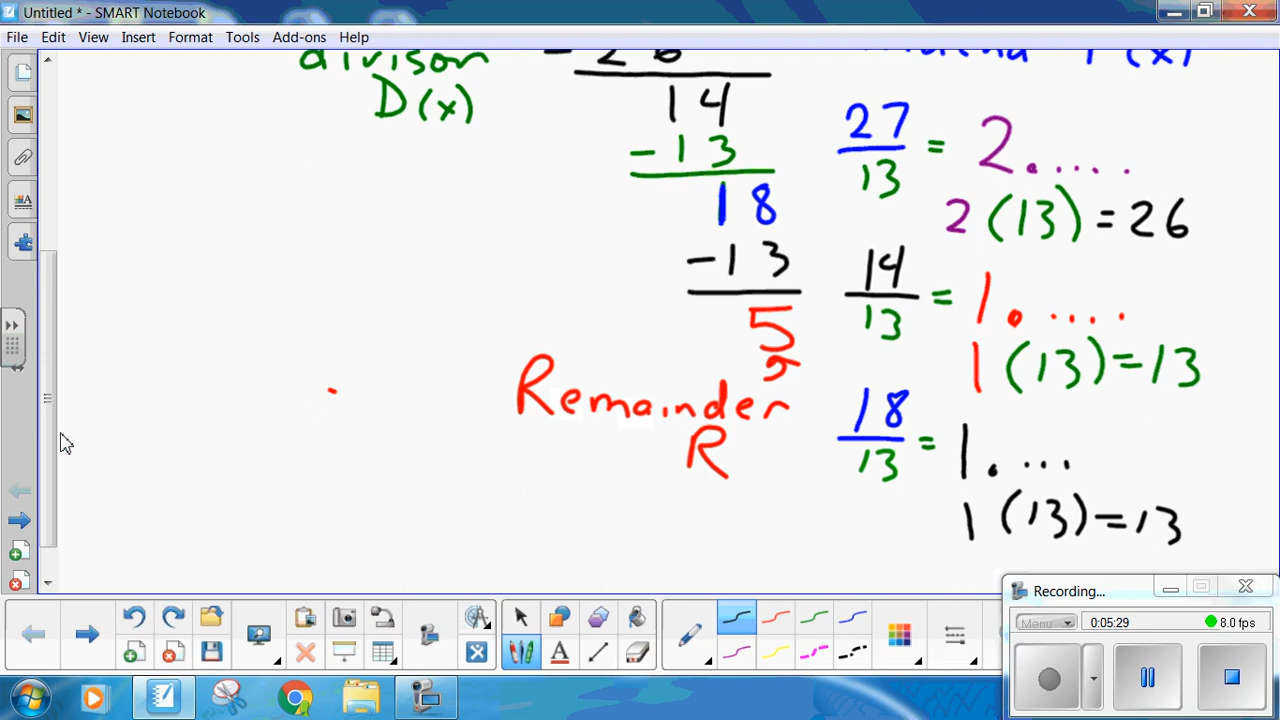 Untitled * - SMART Notebook
File Edit View Insert Format Tools Add-ons Help
divison
D(x)
- 26
14
- 13
18
- 13
5
Remainder
R
P(x)
27/13 = 2.....
2 (13) = 26
14/13 = 1.....
1 (13) = 13
18/13 = 1....
1 (13) = 13
Recording...
Menu
0:05:29
8.0 fps
A